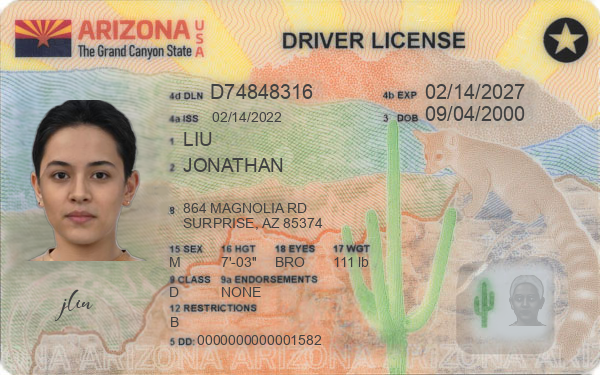 ARIZONA USA
The Grand Canyon State
DRIVER LICENSE
4d DLN D74848316 4b EXP 02/14/2027
4a ISS 02/14/2022 3 DOB 09/04/2000
1 LIU
2 JONATHAN
8 864 MAGNOLIA RD
SURPRISE, AZ 85374
15 SEX 16 HGT 18 EYES 17 WGT
M 7'-03" BRO 111 lb
9 CLASS 9a ENDORSEMENTS
D NONE
12 RESTRICTIONS
B
jLiu
5 DD: 0000000000001582
ARIZONA ARIZONA ARIZONA ARIZONA